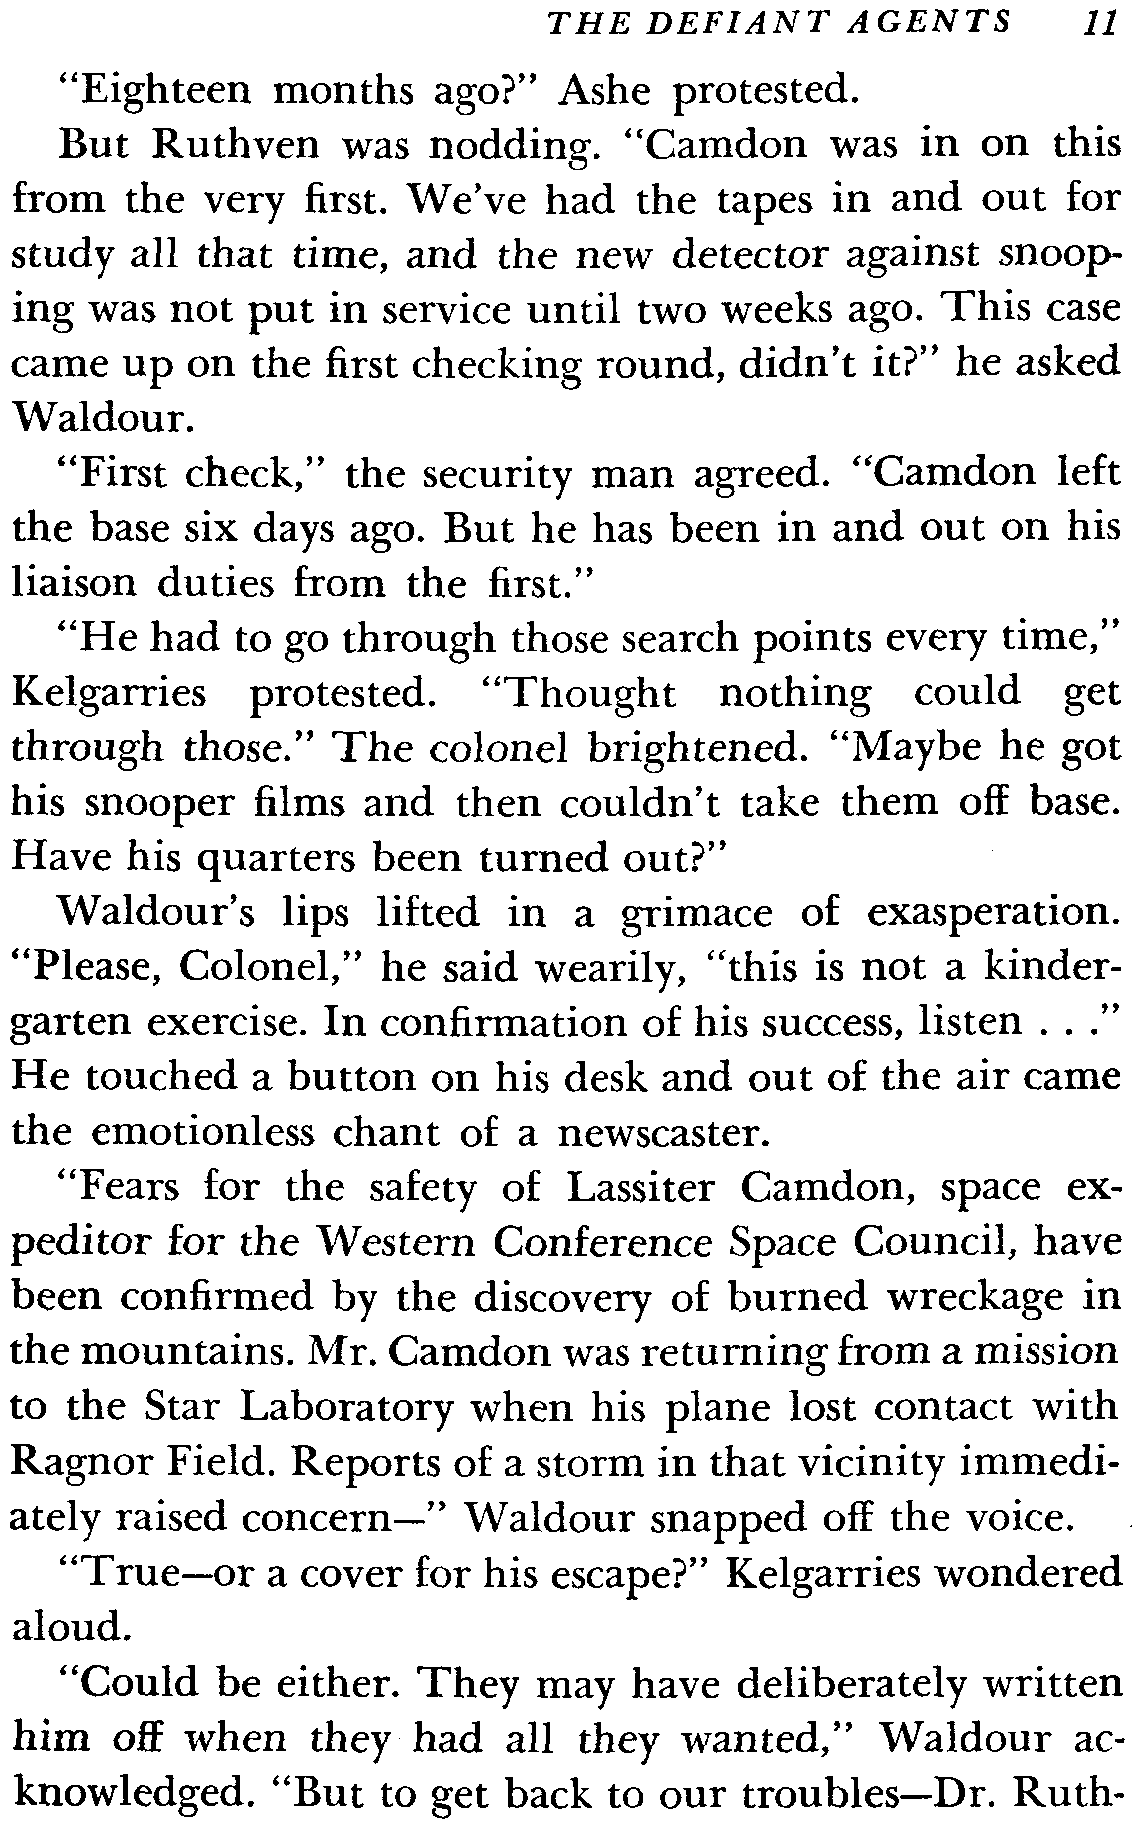 THE DEFIANT AGENTS 11
“Eighteen months ago?” Ashe protested.
But Ruthven was nodding. “Camdon was in on this
from the very first. We’ve had the tapes in and out for
study all that time, and the new detector against snoop-
ing was not put in service until two weeks ago. This case
came up on the first checking round, didn’t it?” he asked
Waldour.
“First check,” the security man agreed. “Camdon left
the base six days ago. But he has been in and out on his
liaison duties from the first.”
“He had to go through those search points every time,”
Kelgarries protested. “Thought nothing could get
through those.” The colonel brightened. “Maybe he got
his snooper films and then couldn’t take them off base.
Have his quarters been turned out?”
Waldour’s lips lifted in a grimace of exasperation.
“Please, Colonel,” he said wearily, “this is not a kinder-
garten exercise. In confirmation of his success, listen . . .”
He touched a button on his desk and out of the air came
the emotionless chant of a newscaster.
“Fears for the safety of Lassiter Camdon, space ex-
peditor for the Western Conference Space Council, have
been confirmed by the discovery of burned wreckage in
the mountains. Mr. Camdon was returning from a mission
to the Star Laboratory when his plane lost contact with
Ragnor Field. Reports of a storm in that vicinity immedi-
ately raised concern—” Waldour snapped off the voice.
“True—or a cover for his escape?” Kelgarries wondered
aloud.
“Could be either. They may have deliberately written
him off when they had all they wanted,” Waldour ac-
knowledged. “But to get back to our troubles—Dr. Ruth-